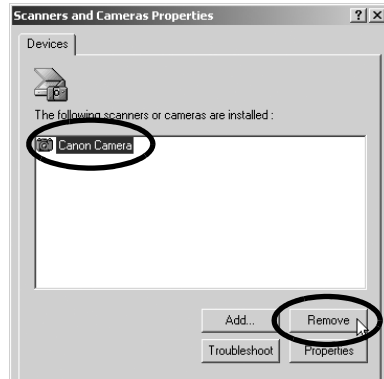 Scanners and Cameras Properties ? X
Devices
The following scanners or cameras are installed :
Canon Camera
Add... Remove
Troubleshoot Properties